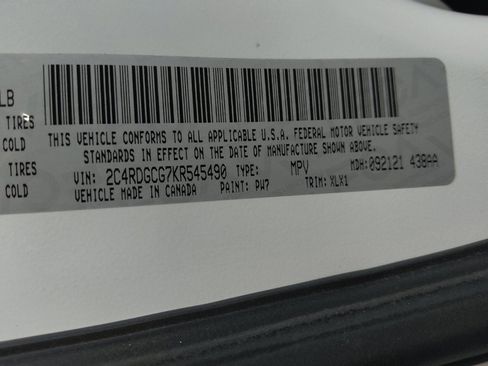 LB
TIRES
COLD
TIRES
COLD
THIS VEHICLE CONFORMS TO ALL APPLICABLE U.S.A. FEDERAL MOTOR VEHICLE SAFETY
STANDARDS IN EFFECT ON THE DATE OF MANUFACTURE SHOWN ABOVE.
VIN: 2C4RDGCG7KR545490 TYPE: MPV MDH: 092121 438AA
VEHICLE MADE IN CANADA PAINT: PW7 TRIM: XLX1